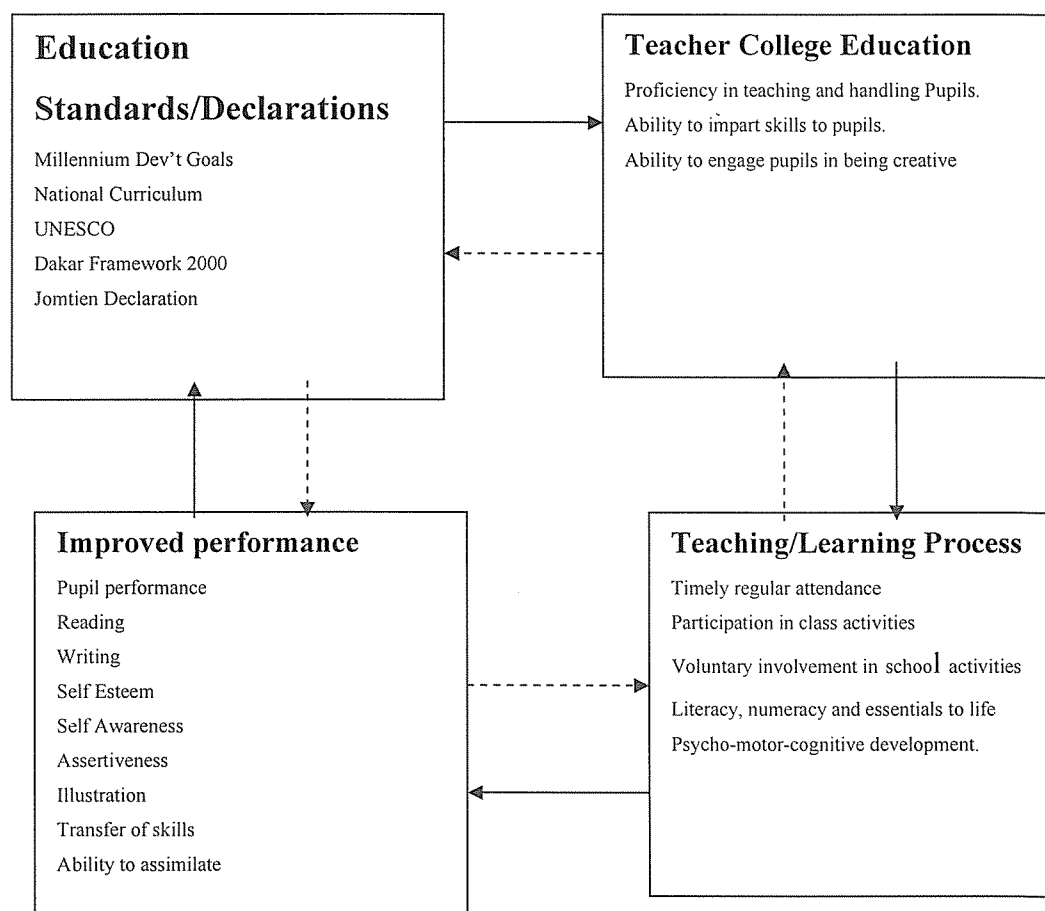 Education
Standards/Declarations
Millennium Dev't Goals
National Curriculum
UNESCO
Dakar Framework 2000
Jomtien Declaration
Teacher College Education
Proficiency in teaching and handling Pupils.
Ability to impart skills to pupils.
Ability to engage pupils in being creative
Improved performance
Pupil performance
Reading
Writing
Self Esteem
Self Awareness
Assertiveness
Illustration
Transfer of skills
Ability to assimilate
Teaching/Learning Process
Timely regular attendance
Participation in class activities
Voluntary involvement in school activities
Literacy, numeracy and essentials to life
Psycho-motor-cognitive development.